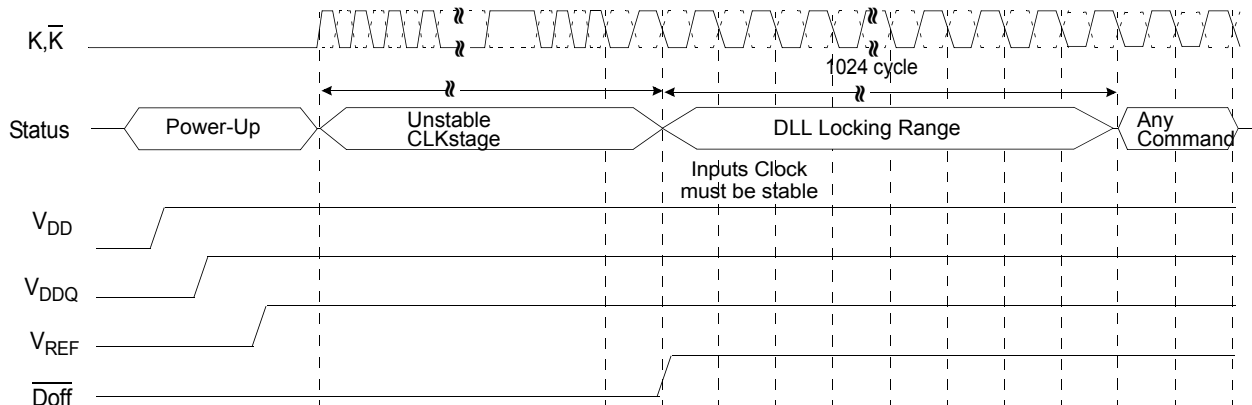 K,K̅
1024 cycle
Status
Power-Up
Unstable
CLKstage
DLL Locking Range
Any
Command
Inputs Clock
must be stable
VDD
VDDQ
VREF
D̅o̅f̅f̅